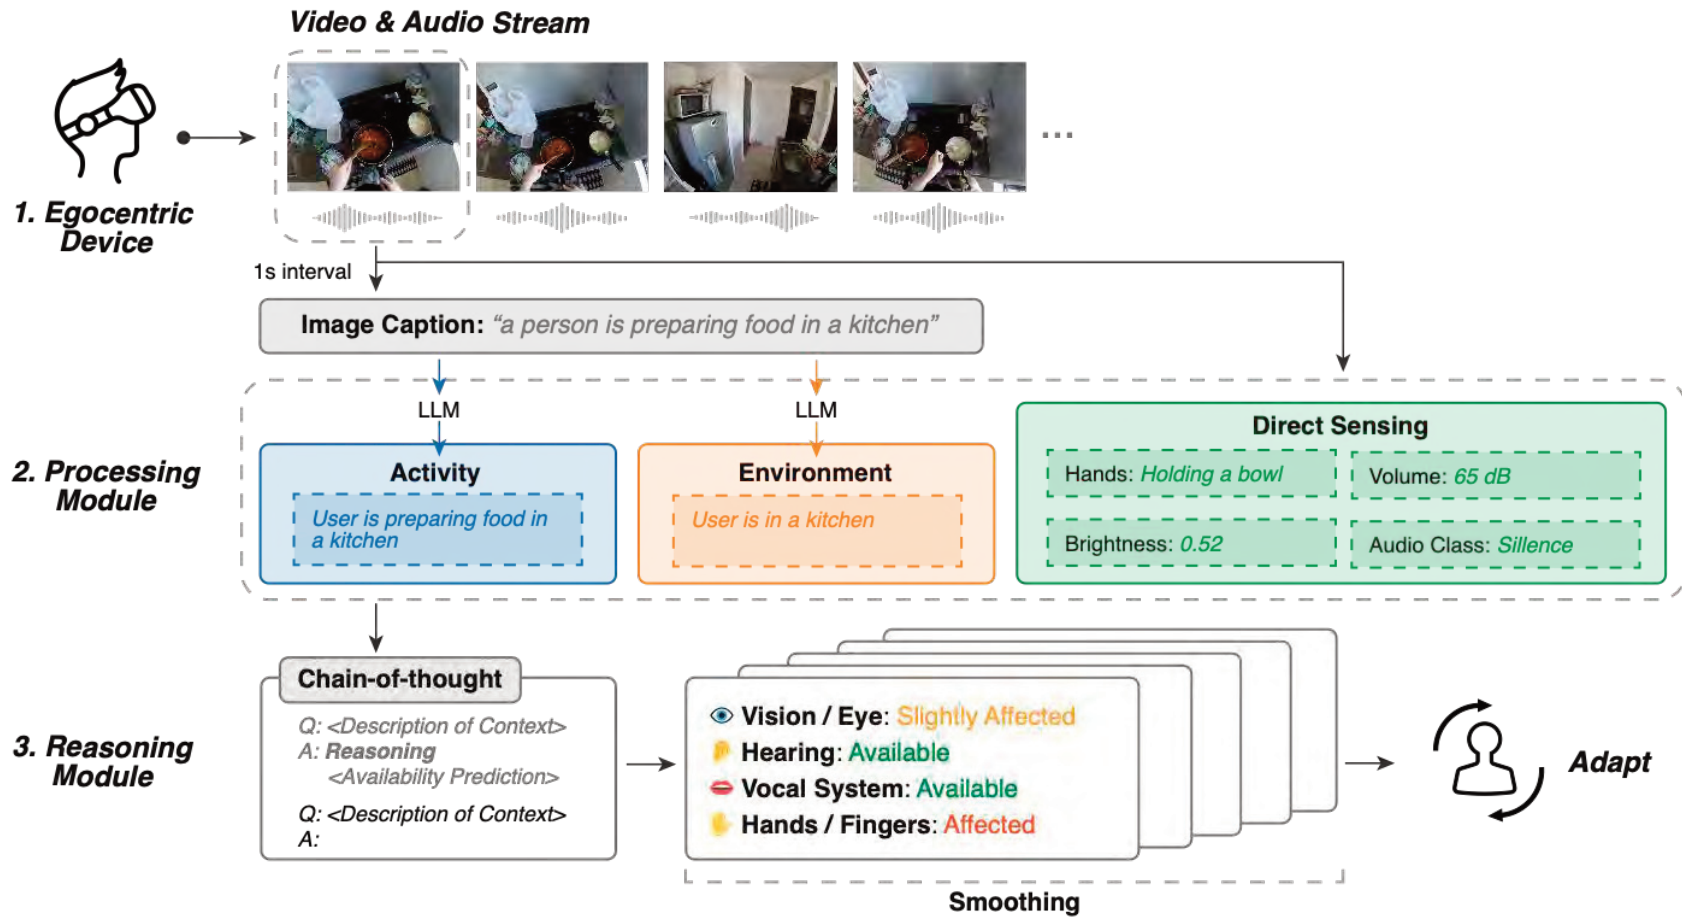 Video & Audio Stream
...
1. Egocentric
Device
1s interval
Image Caption: “a person is preparing food in a kitchen”
LLM
LLM
2. Processing
Module
Activity
User is preparing food in
a kitchen
Environment
User is in a kitchen
Direct Sensing
Hands: Holding a bowl
Volume: 65 dB
Brightness: 0.52
Audio Class: Sillence
3. Reasoning
Module
Chain-of-thought
Q: <Description of Context>
A: Reasoning
<Availability Prediction>
Q: <Description of Context>
A:
Vision / Eye: Slightly Affected
Hearing: Available
Vocal System: Available
Hands / Fingers: Affected
Smoothing
Adapt